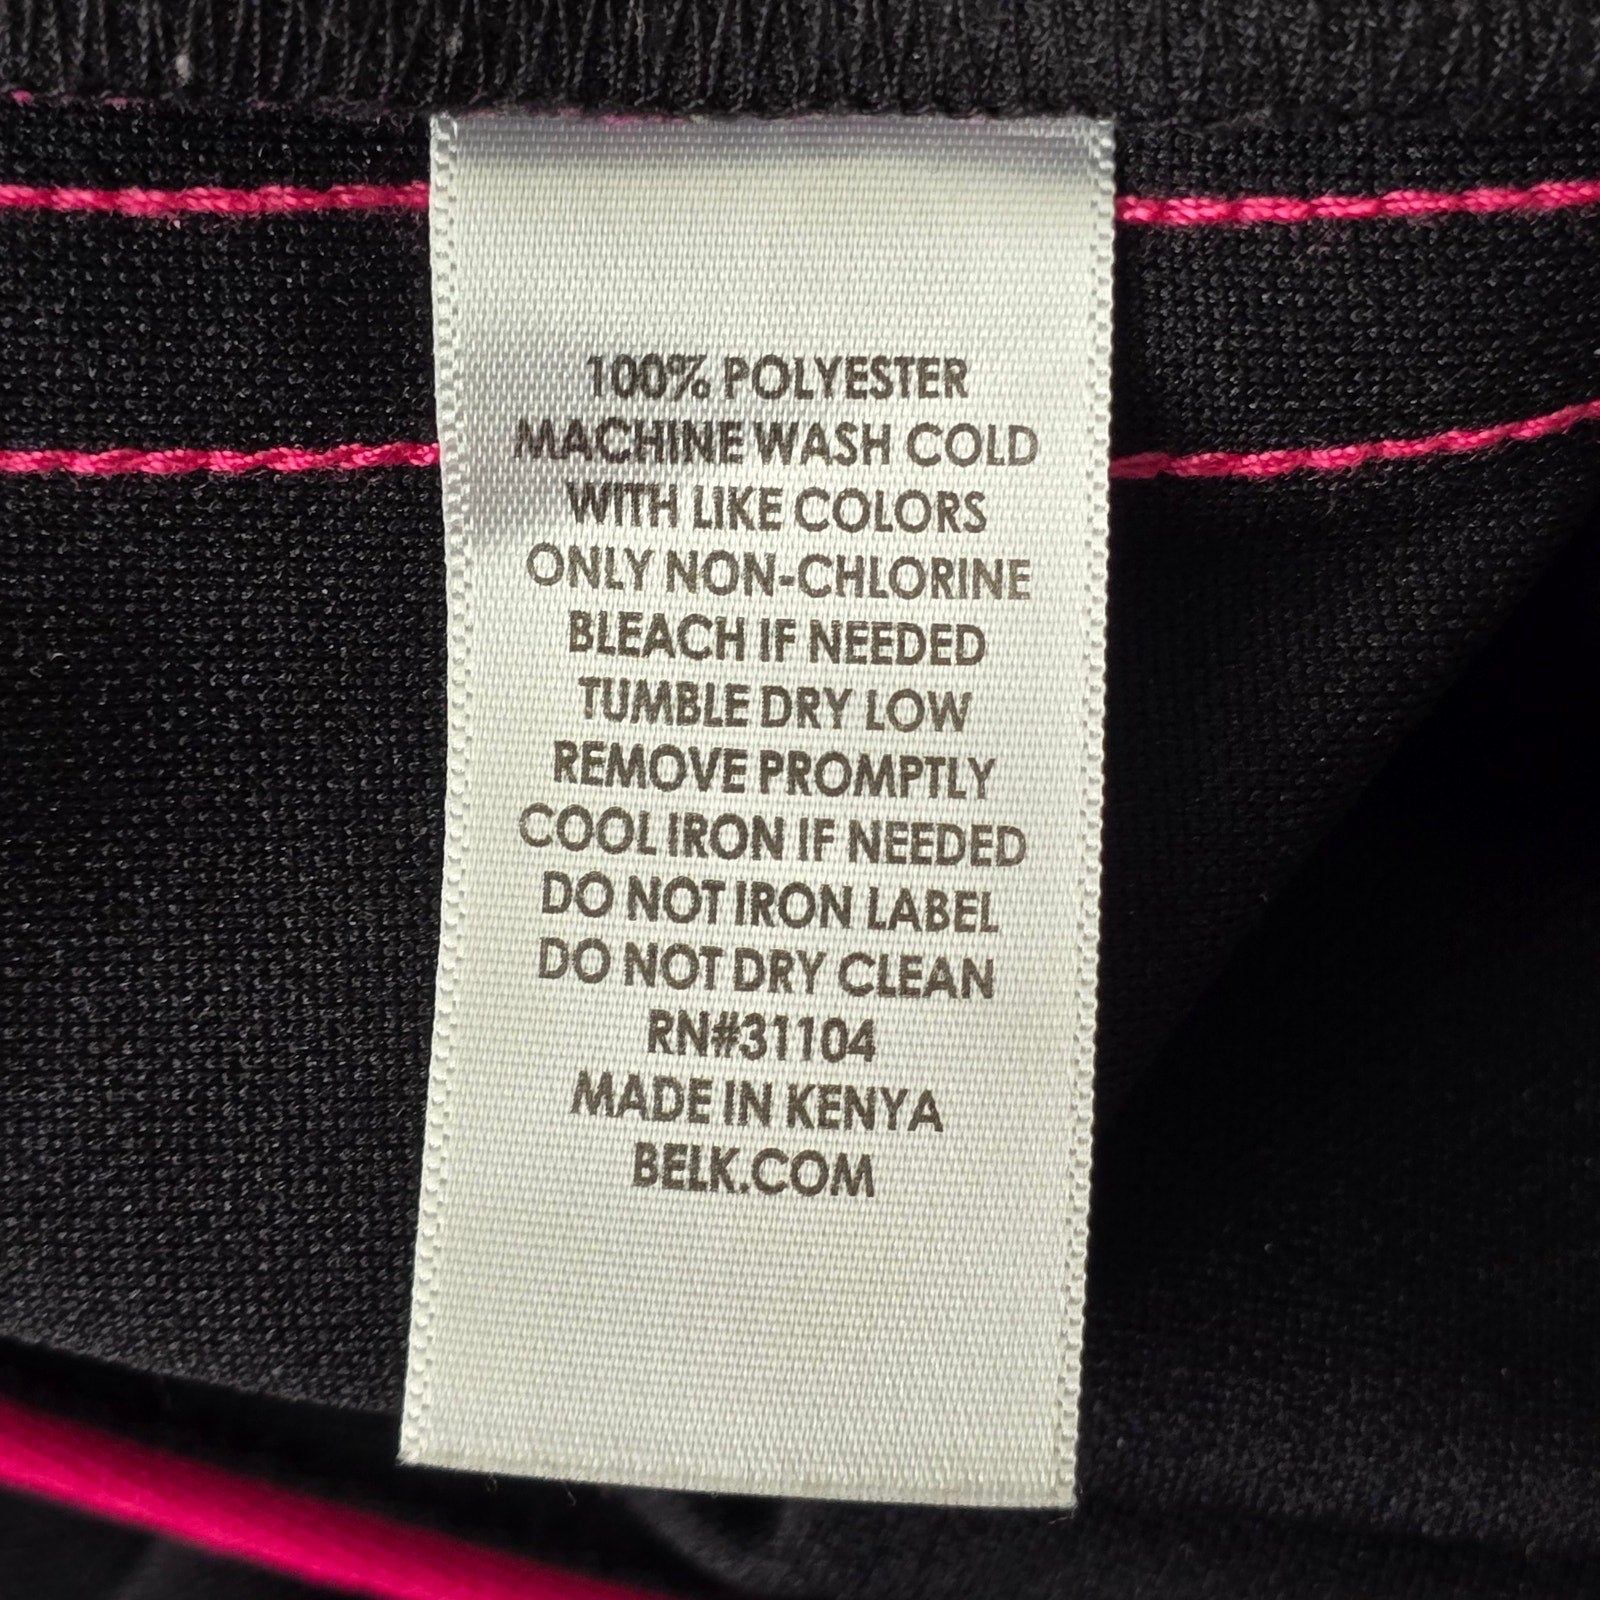 100% POLYESTER
MACHINE WASH COLD
WITH LIKE COLORS
ONLY NON-CHLORINE
BLEACH IF NEEDED
TUMBLE DRY LOW
REMOVE PROMPTLY
COOL IRON IF NEEDED
DO NOT IRON LABEL
DO NOT DRY CLEAN
RN#31104
MADE IN KENYA
BELK.COM